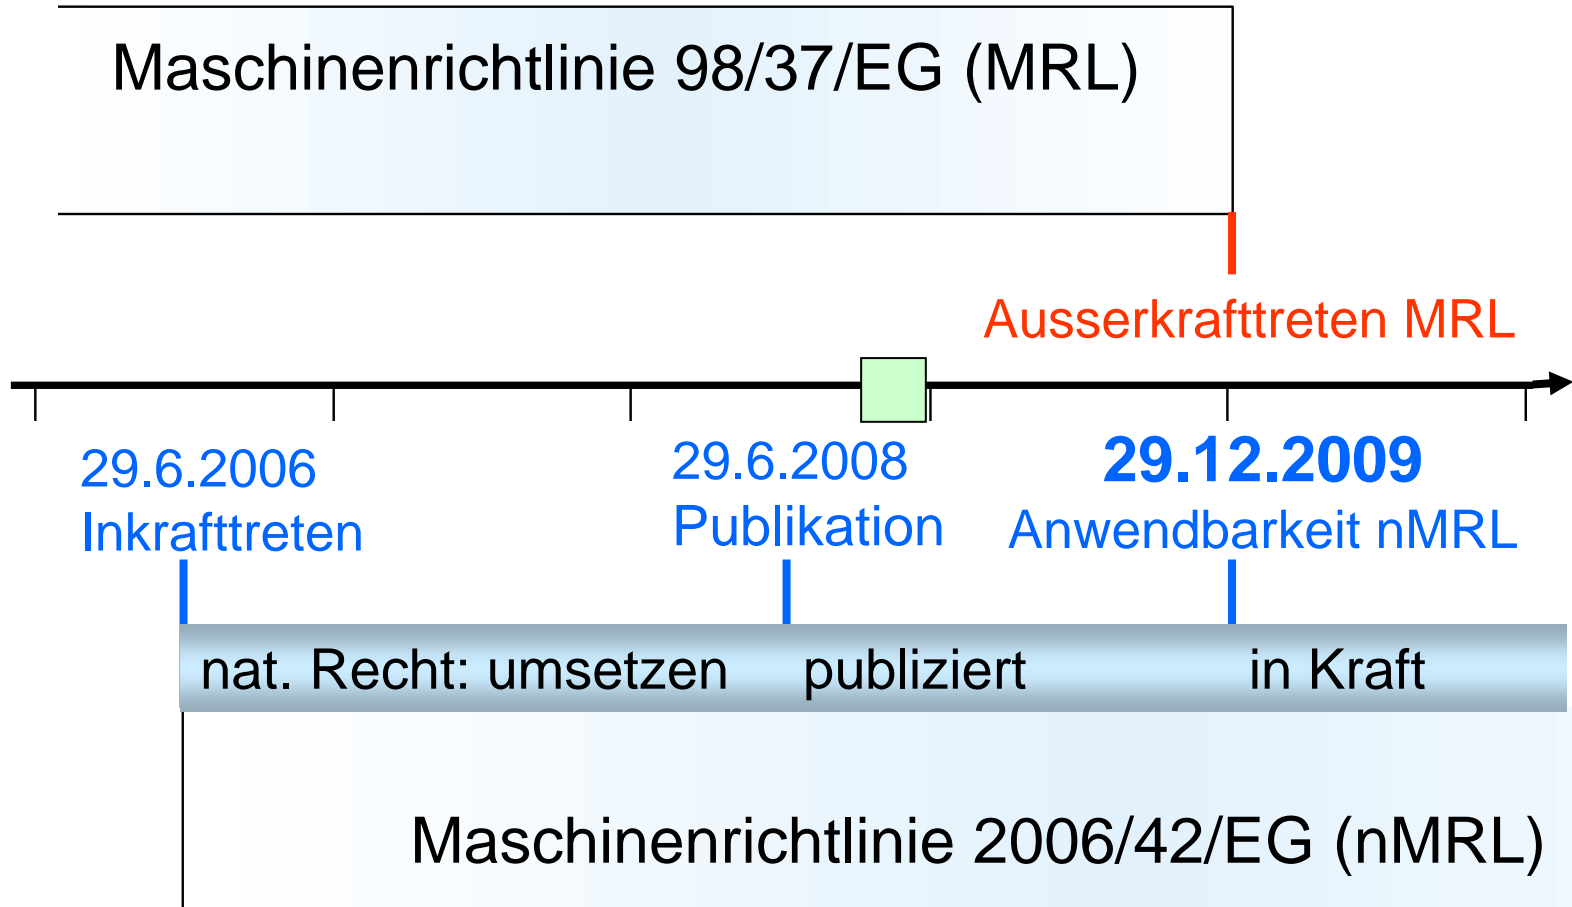 Maschinenrichtlinie 98/37/EG (MRL)
Ausserkrafttreten MRL
29.6.2006
Inkrafttreten
29.6.2008
Publikation
29.12.2009
Anwendbarkeit nMRL
nat. Recht: umsetzen publiziert in Kraft
Maschinenrichtlinie 2006/42/EG (nMRL)